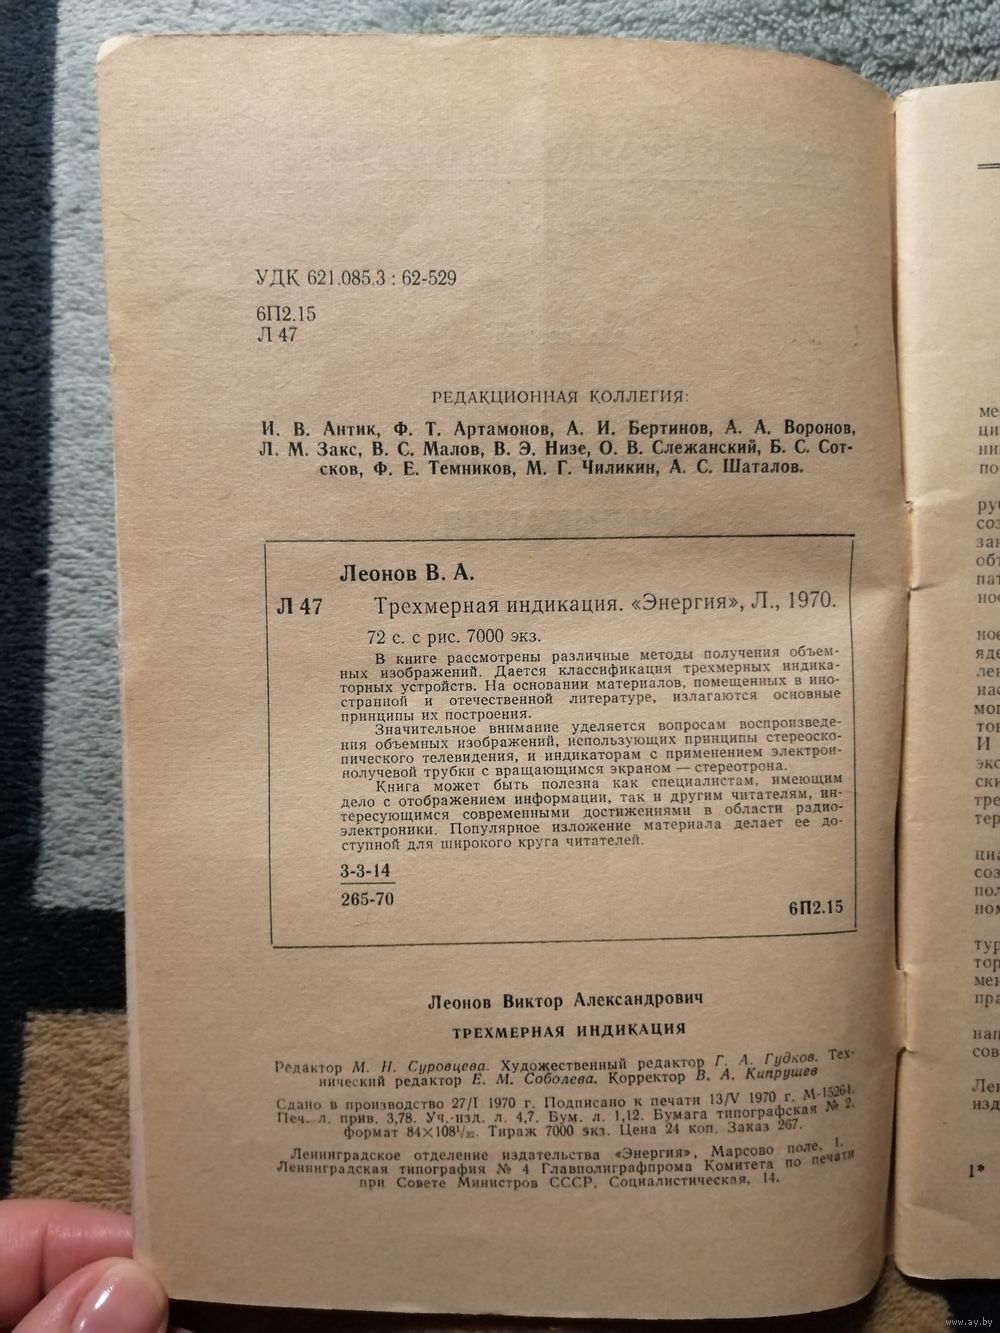 УДК 621.085.3 : 62-529
6П2.15
Л 47
РЕДАКЦИОННАЯ КОЛЛЕГИЯ:
И. В. Антик, Ф. Т. Артамонов, А. И. Бертинов, А. А. Воронов,
Л. М. Закс, В. С. Малов, В. Э. Низе, О. В. Слежанский, Б. С. Сот-
сков, Ф. Е. Темников, М. Г. Чиликин, А. С. Шаталов.
Леонов В. А.
Л 47 Трехмерная индикация. «Энергия», Л., 1970.
72 с. с рис. 7000 экз.
В книге рассмотрены различные методы получения объем-
ных изображений. Дается классификация трехмерных индика-
торных устройств. На основании материалов, помещенных в ино-
странной и отечественной литературе, излагаются основные
принципы их построения.
Значительное внимание уделяется вопросам воспроизведе-
ния объемных изображений, использующих принципы стереоско-
пического телевидения, и индикаторам с применением электрон-
нолучевой трубки с вращающимся экраном — стереотрона.
Книга может быть полезна как специалистам, имеющим
дело с отображением информации, так и другим читателям, ин-
тересующимся современными достижениями в области радио-
электроники. Популярное изложение материала делает ее до-
ступной для широкого круга читателей.
3-3-14
265-70
6П2.15
Леонов Виктор Александрович
ТРЕХМЕРНАЯ ИНДИКАЦИЯ
Редактор М. Н. Суровцева. Художественный редактор Г. А. Гудков. Тех-
нический редактор Е. М. Соболева. Корректор В. А. Кипрушев
Сдано в производство 27/I 1970 г. Подписано к печати 13/V 1970 г. М-15261.
Печ. л. прив. 3,78. Уч.-изд. л. 4,7. Бум. л. 1,12. Бумага типографская № 2.
формат 84×108¹/₃₂. Тираж 7000 экз. Цена 24 коп. Заказ 267.
Ленинградское отделение издательства «Энергия», Марсово поле, 1.
Ленинградская типография № 4 Главполиграфпрома Комитета по печати
при Совете Министров СССР, Социалистическая, 14.
1*
www.ay.by